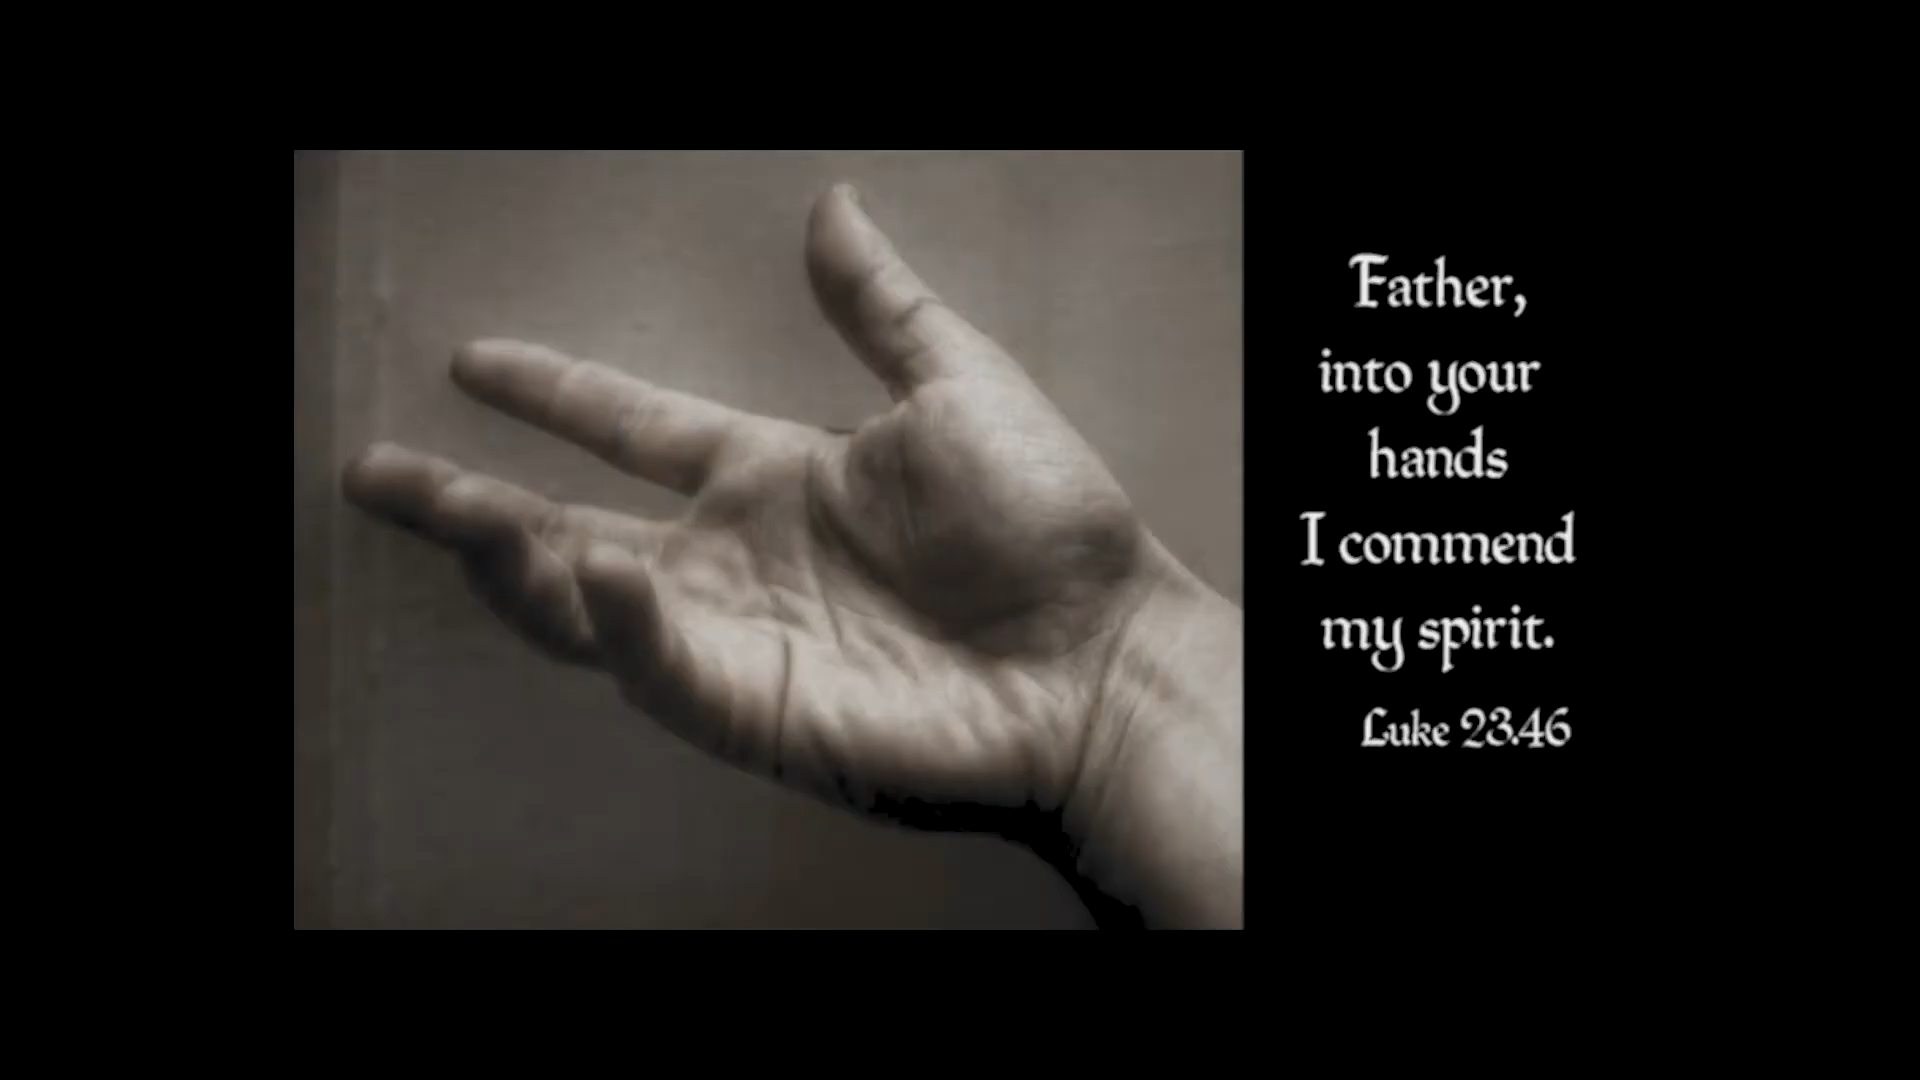 Father,
into your
hands
I commend
my spirit.
Luke 23.46